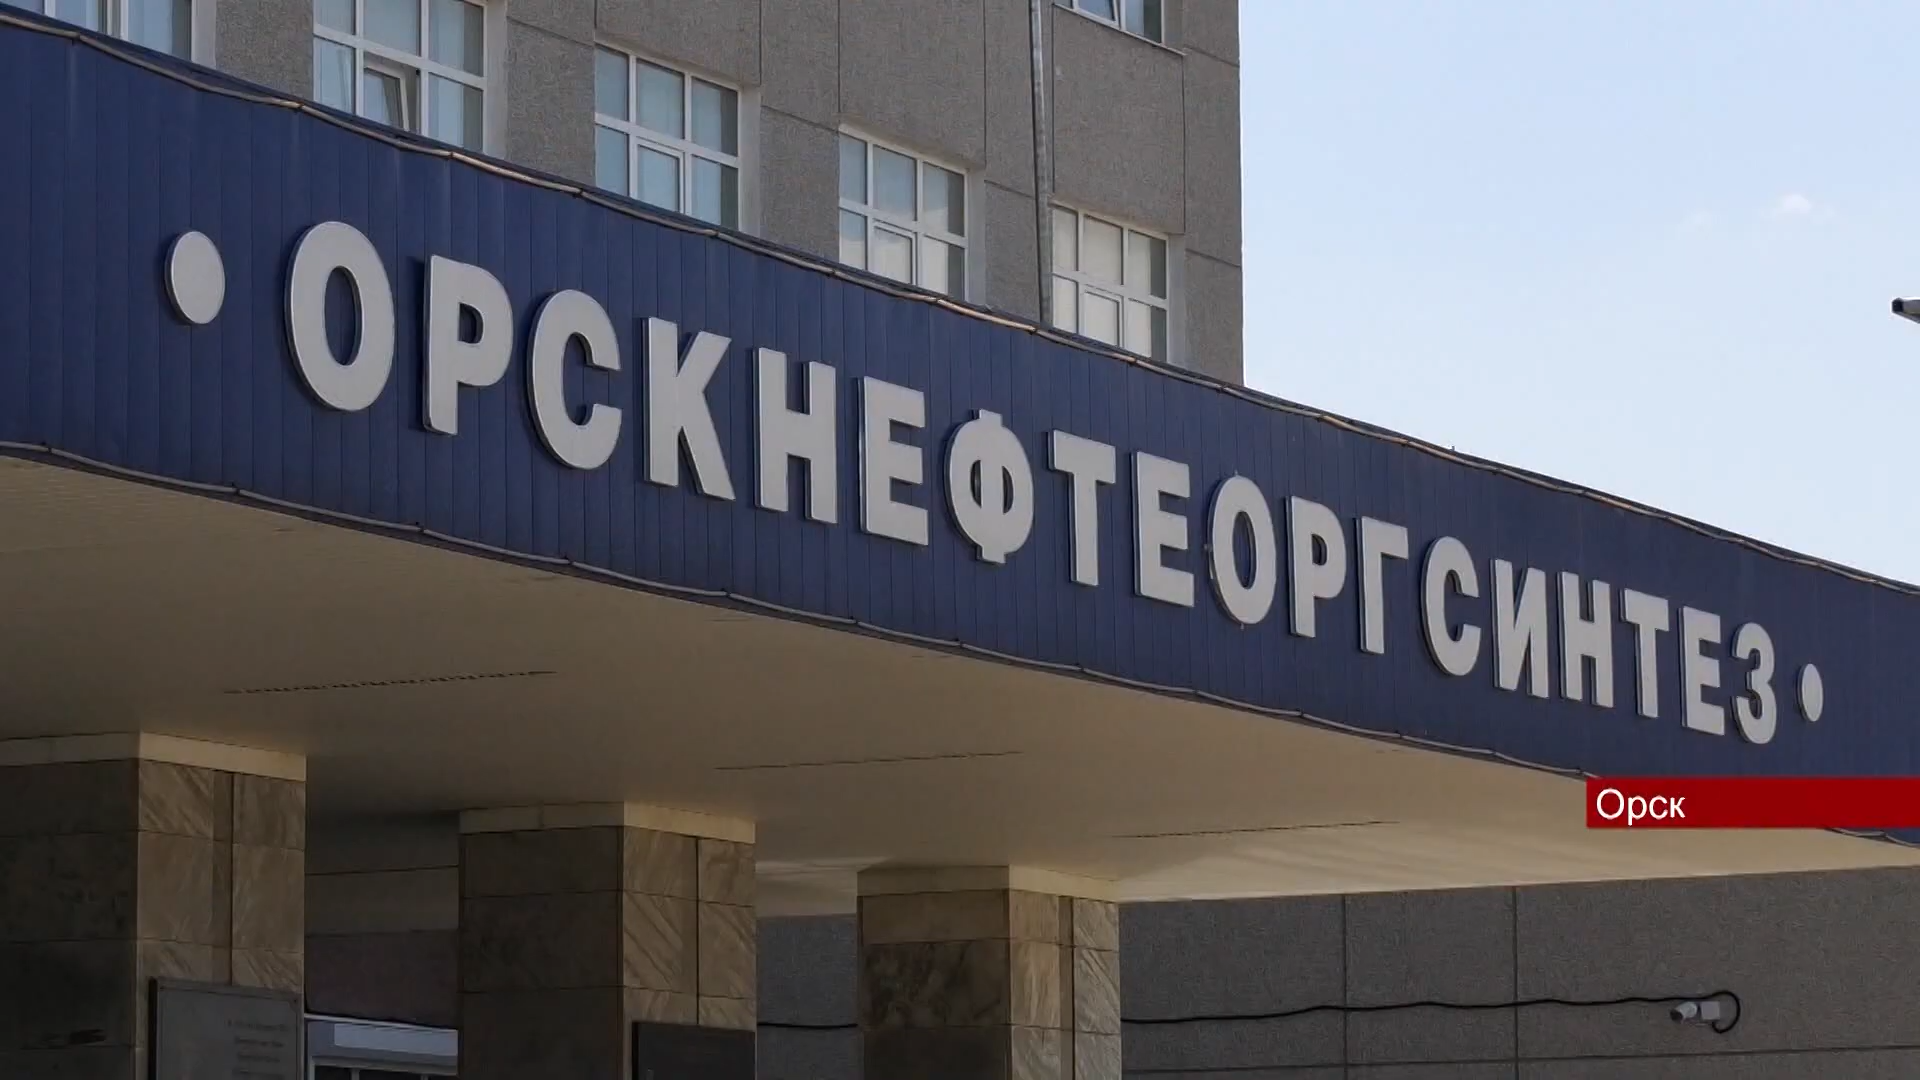 • ОРСКНЕФТЕОРГСИНТЕЗ •
Орск